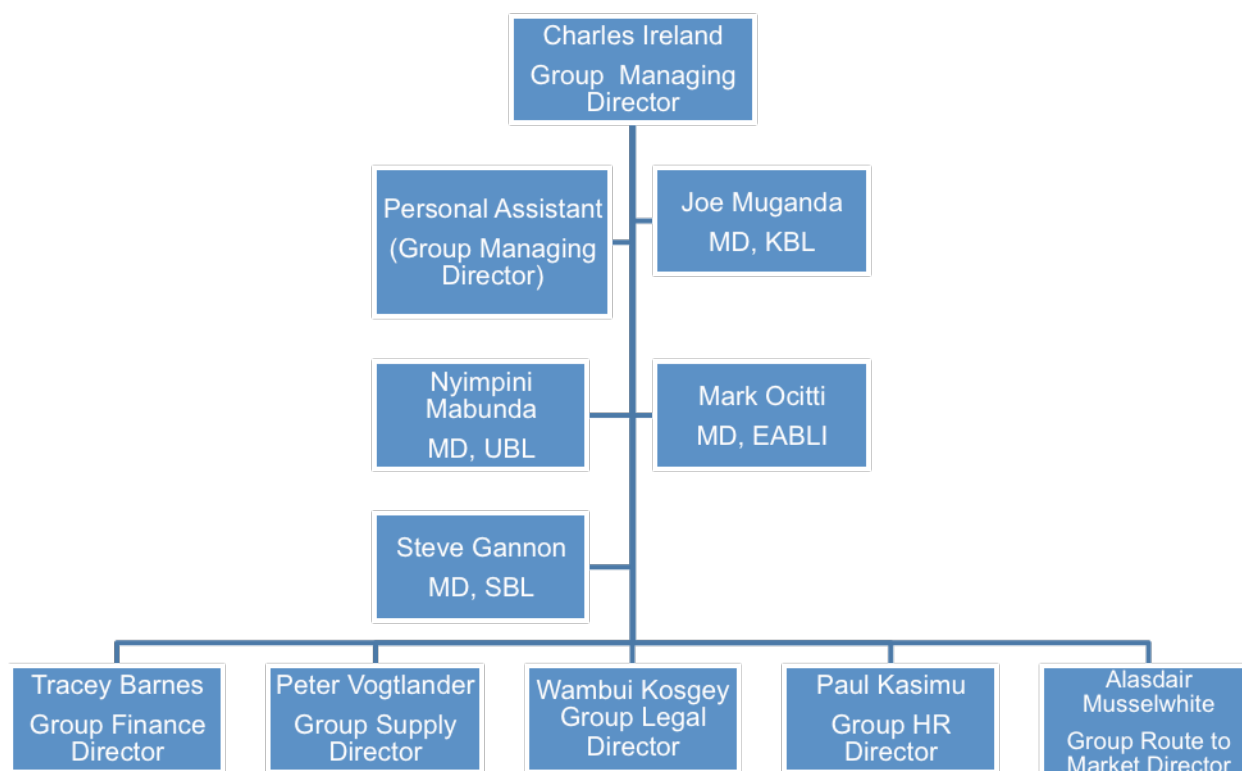 Charles Ireland
Group Managing
Director
Personal Assistant
(Group Managing
Director)
Joe Muganda
MD, KBL
Nyimpini
Mabunda
MD, UBL
Mark Ocitti
MD, EABLI
Steve Gannon
MD, SBL
Tracey Barnes
Group Finance
Director
Peter Vogtlander
Group Supply
Director
Wambui Kosgey
Group Legal
Director
Paul Kasimu
Group HR
Director
Alasdair
Musselwhite
Group Route to
Market Director